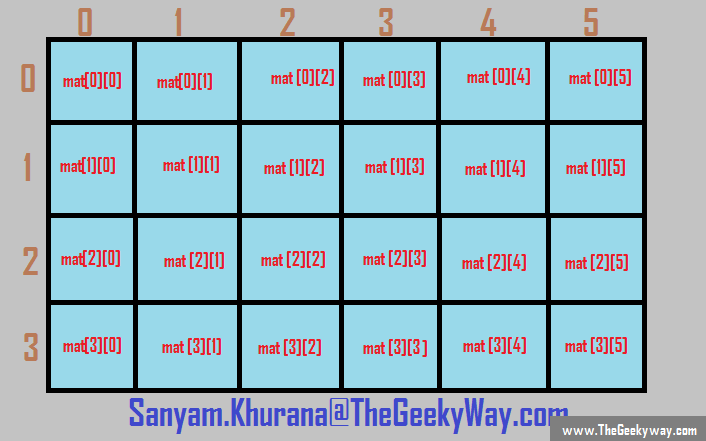 0 1 2 3 4 5
0 mat[0][0] mat[0][1] mat [0][2] mat [0][3] mat [0][4] mat [0][5]
1 mat[1][0] mat [1][1] mat [1][2] mat [1][3] mat [1][4] mat [1][5]
2 mat[2][0] mat [2][1] mat [2][2] mat [2][3] mat [2][4] mat [2][5]
3 mat[3][0] mat [3][1] mat [3][2] mat [3][3] mat [3][4] mat [3][5]
Sanyam.Khurana@TheGeekyWay.com
www.TheGeekyway.com